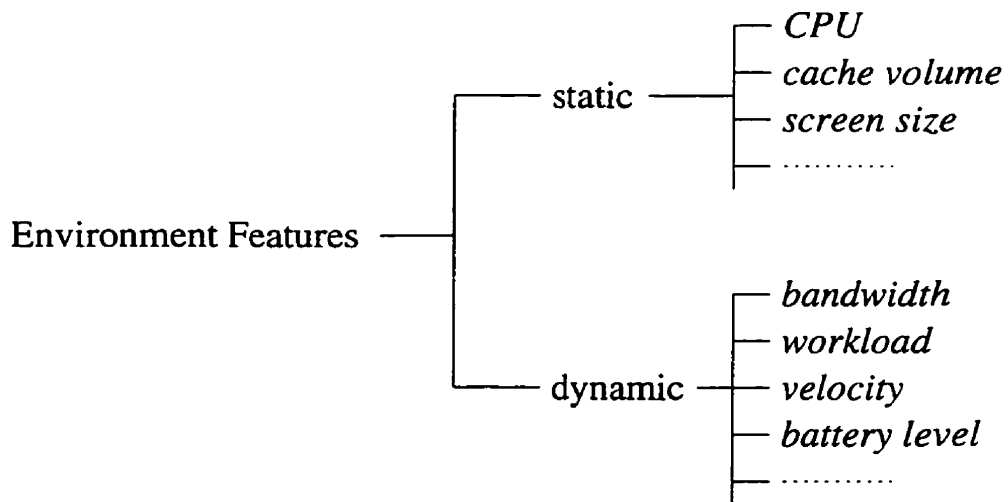 CPU
cache volume
static
screen size
..........
Environment Features
bandwidth
workload
dynamic
velocity
battery level
..........